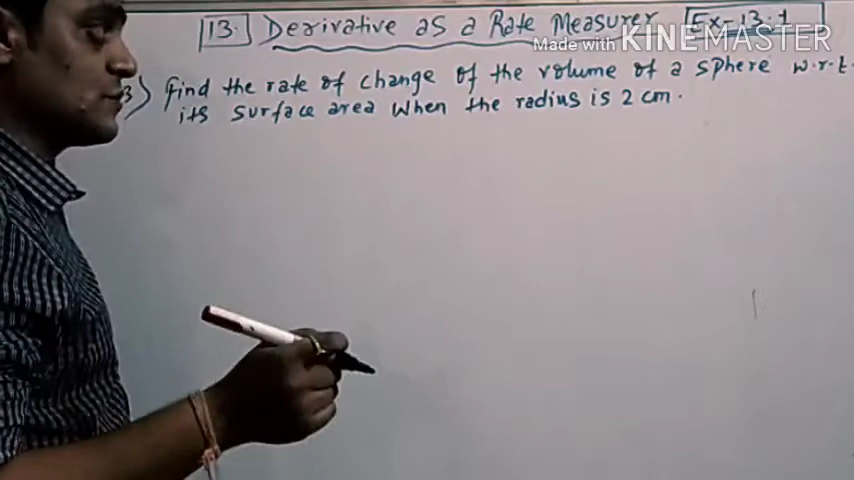 13. Derivative as a Rate Measurer Ex-13.1
Made with KINEMASTER
3) Find the rate of change of the volume of a sphere w.r.t.
its surface area when the radius is 2 cm.